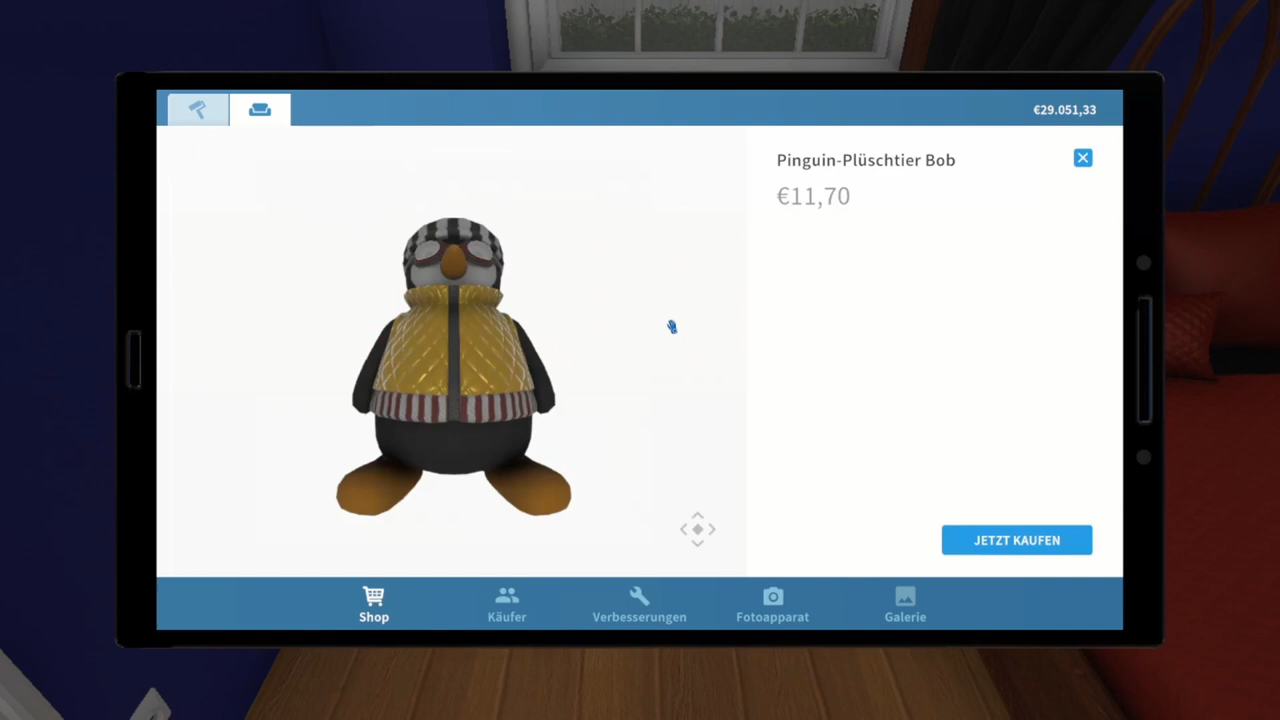 €29.051,33
Pinguin-Plüschtier Bob
€11,70
JETZT KAUFEN
Shop
Käufer
Verbesserungen
Fotoapparat
Galerie